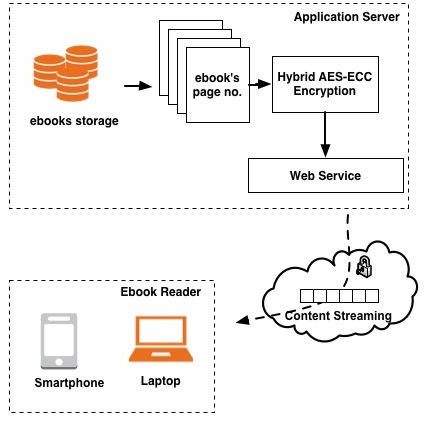 Application Server
ebooks storage
ebook's
page no.
Hybrid AES-ECC
Encryption
Web Service
Content Streaming
Ebook Reader
Smartphone
Laptop